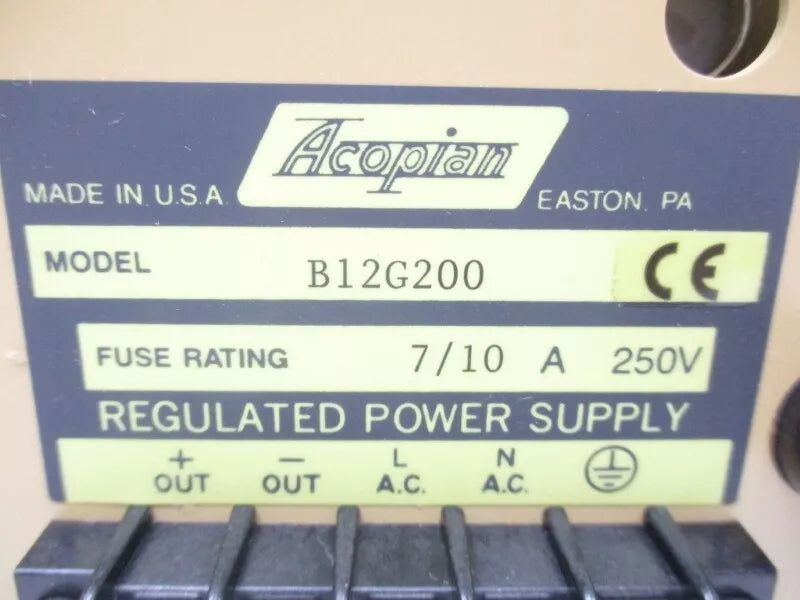 Acopian
MADE IN U.S.A. EASTON, PA
MODEL B12G200 CE
FUSE RATING 7/10 A 250V
REGULATED POWER SUPPLY
+ − L N
OUT OUT A.C. A.C.